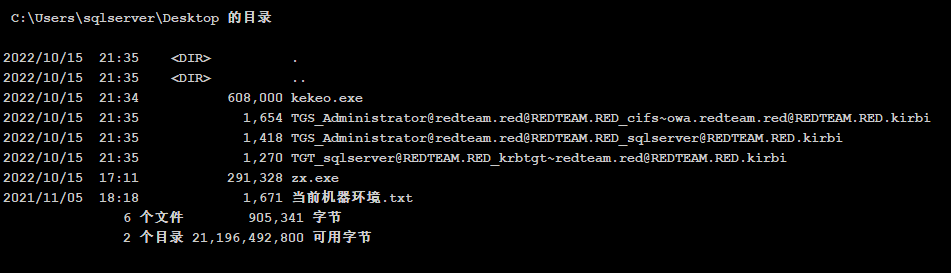 C:\Users\sqlserver\Desktop 的目录
2022/10/15  21:35    <DIR>          .
2022/10/15  21:35    <DIR>          ..
2022/10/15  21:34           608,000 kekeo.exe
2022/10/15  21:35             1,654 TGS_Administrator@redteam.red@REDTEAM.RED_cifs~owa.redteam.red@REDTEAM.RED.kirbi
2022/10/15  21:35             1,418 TGS_Administrator@redteam.red@REDTEAM.RED_sqlserver@REDTEAM.RED.kirbi
2022/10/15  21:35             1,270 TGT_sqlserver@REDTEAM.RED_krbtgt~redteam.red@REDTEAM.RED.kirbi
2022/10/15  17:11           291,328 zx.exe
2021/11/05  18:18             1,671 当前机器环境.txt
6 个文件        905,341 字节
2 个目录 21,196,492,800 可用字节